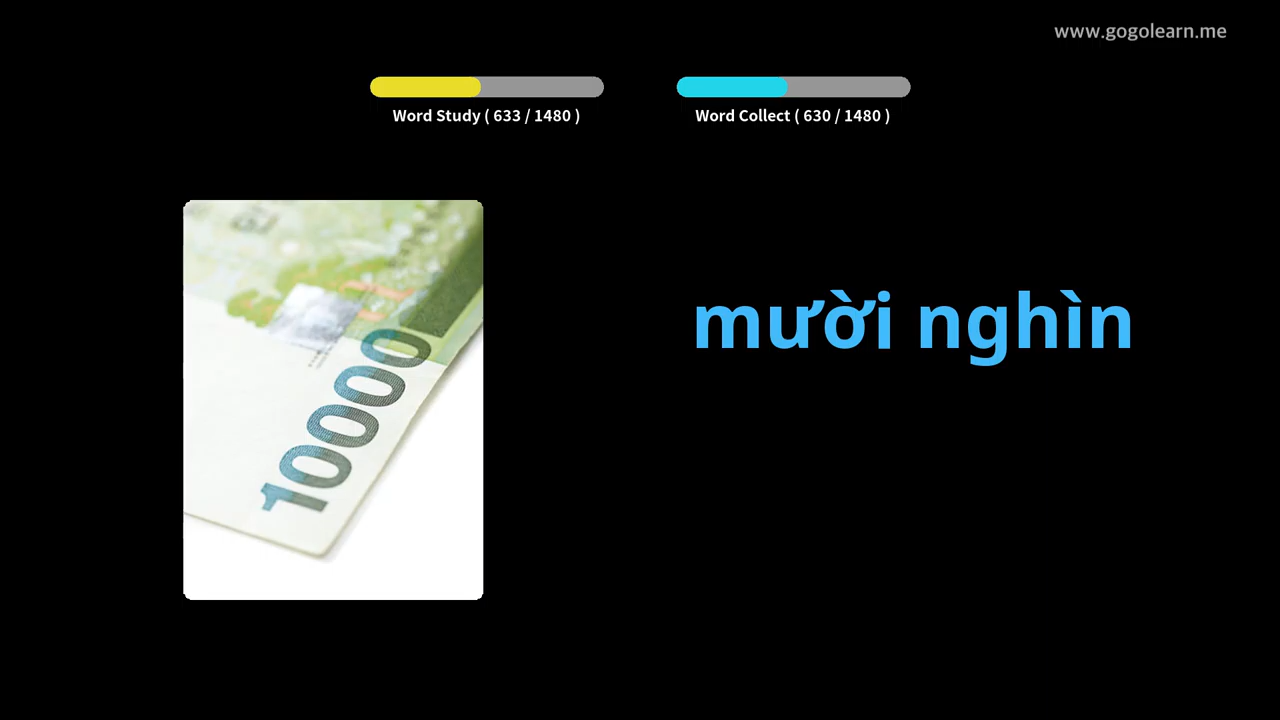 www.gogolearn.me
Word Study ( 633 / 1480 )
Word Collect ( 630 / 1480 )
10000
mười nghìn